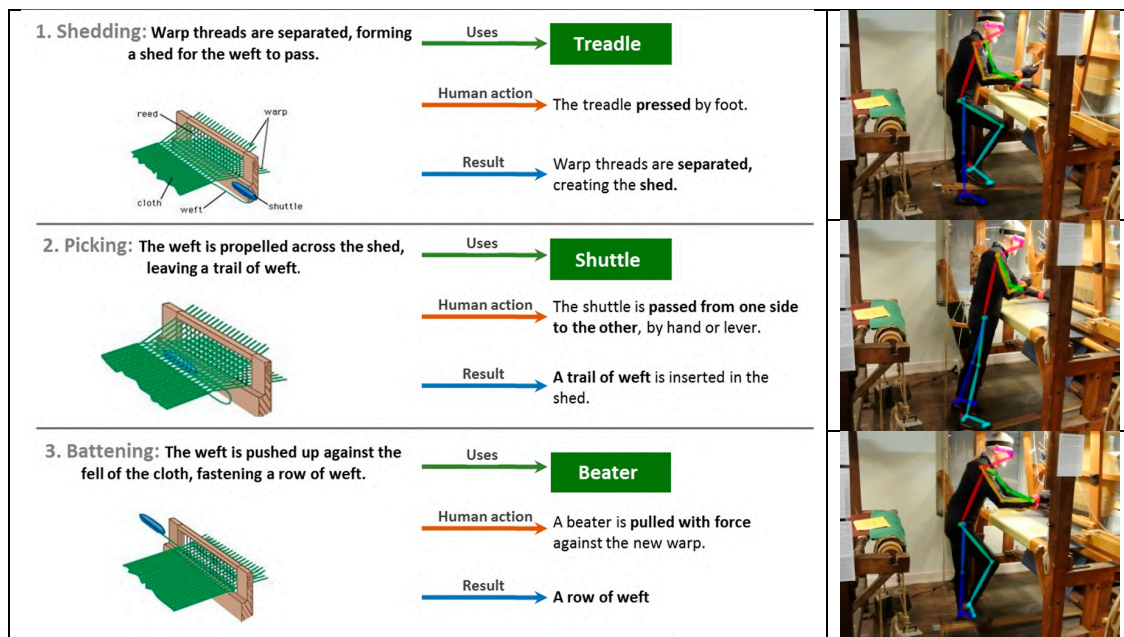 1. Shedding: Warp threads are separated, forming
a shed for the weft to pass.
Uses
Treadle
Human action
The treadle pressed by foot.
Result
Warp threads are separated,
creating the shed.
reed
warp
cloth
weft
shuttle
2. Picking: The weft is propelled across the shed,
leaving a trail of weft.
Uses
Shuttle
Human action
The shuttle is passed from one side
to the other, by hand or lever.
Result
A trail of weft is inserted in the
shed.
3. Battening: The weft is pushed up against the
fell of the cloth, fastening a row of weft.
Uses
Beater
Human action
A beater is pulled with force
against the new warp.
Result
A row of weft